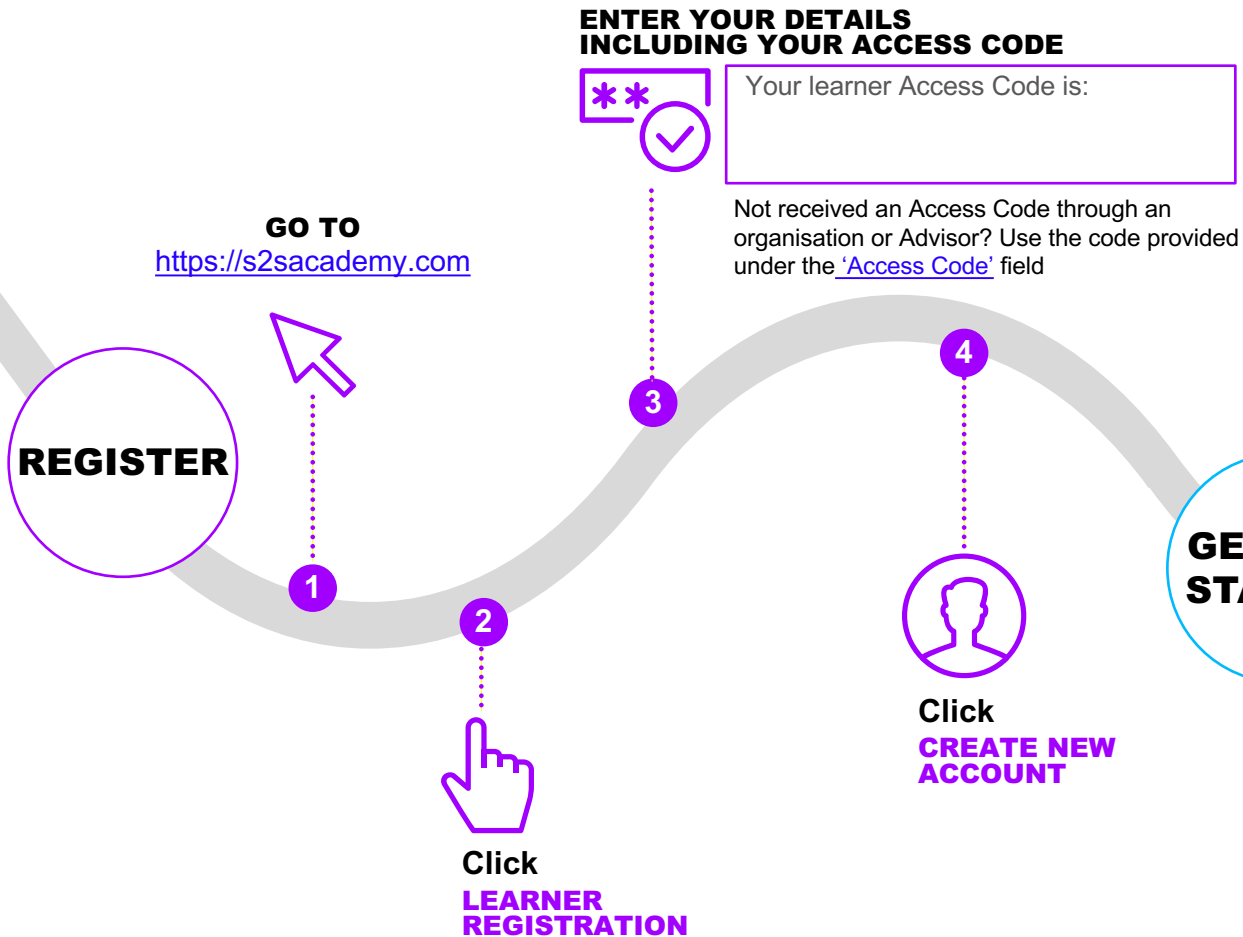 ENTER YOUR DETAILS
INCLUDING YOUR ACCESS CODE
**
Your learner Access Code is:
Not received an Access Code through an
organisation or Advisor? Use the code provided
under the 'Access Code' field
GO TO
https://s2sacademy.com
REGISTER
1
2
3
4
Click
LEARNER
REGISTRATION
Click
CREATE NEW
ACCOUNT
GE
STA